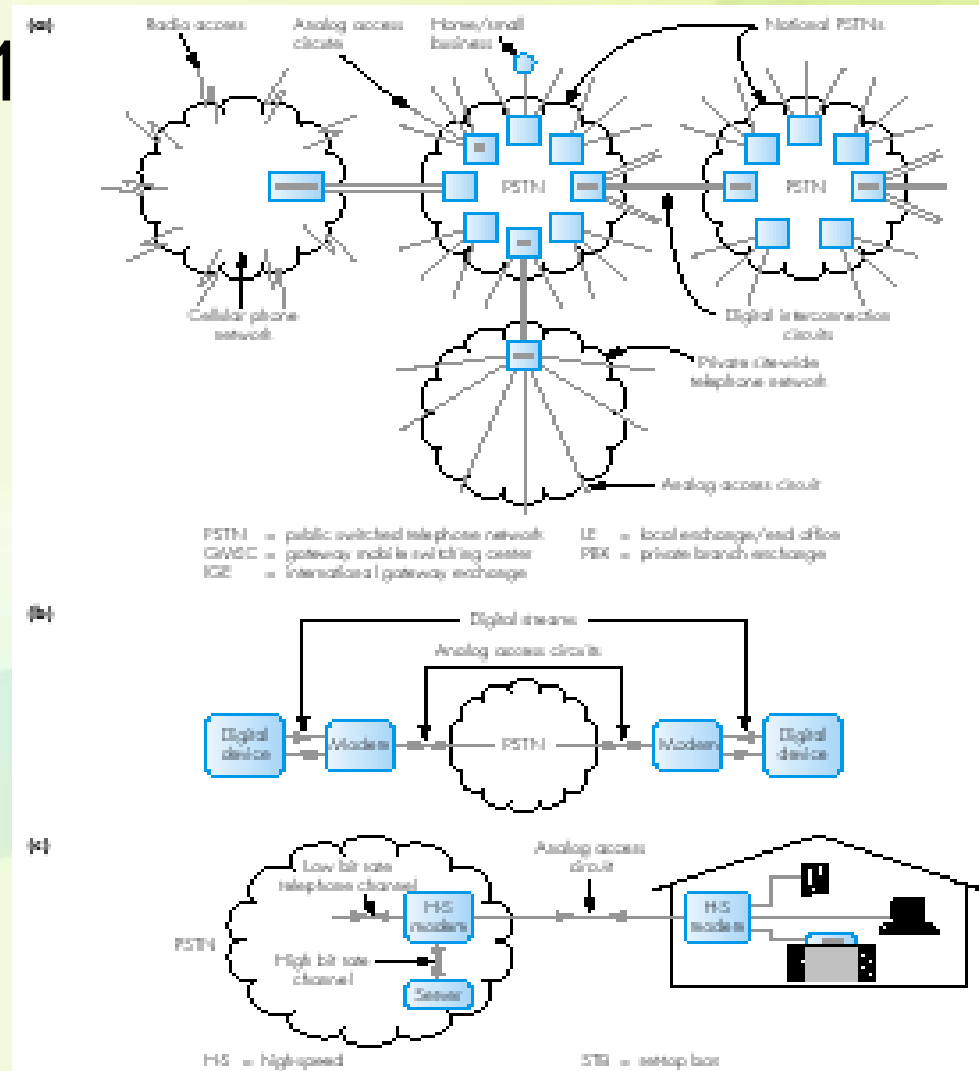 1
(a)
Radio access
Analog access
circuits
Home/small
business
National PSTNs
PSTN
PSTN
Cellular phone
network
Digital interconnection
circuits
Private site-wide
telephone network
Analog access circuit
PSTN = public switched telephone network
LE = local exchange/end office
GMSC = gateway mobile switching center
PBX = private branch exchange
IGE = international gateway exchange
(b)
Digital streams
Analog access circuits
Digital
device
Modem
PSTN
Modem
Digital
device
(c)
Low bit rate
telephone channel
Analog access
circuit
H-S
modem
H-S
modem
PSTN
High bit rate
channel
Server
H-S = high-speed
STB = set-top box